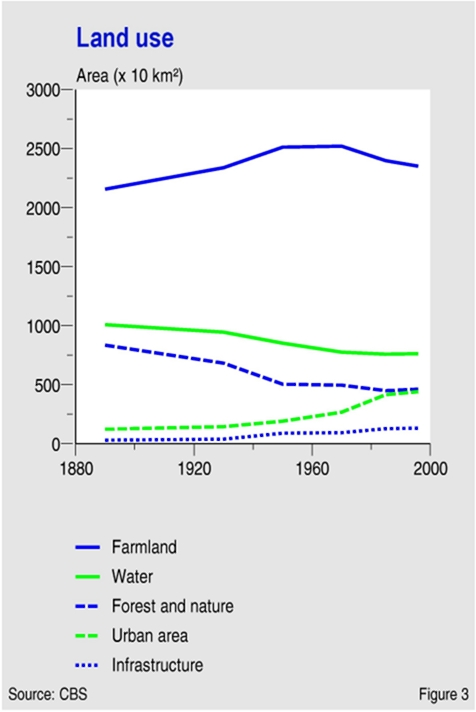 Land use
Area (x 10 km²)
3000
2500
2000
1500
1000
500
0
1880 1920 1960 2000
Farmland
Water
Forest and nature
Urban area
Infrastructure
Source: CBS Figure 3